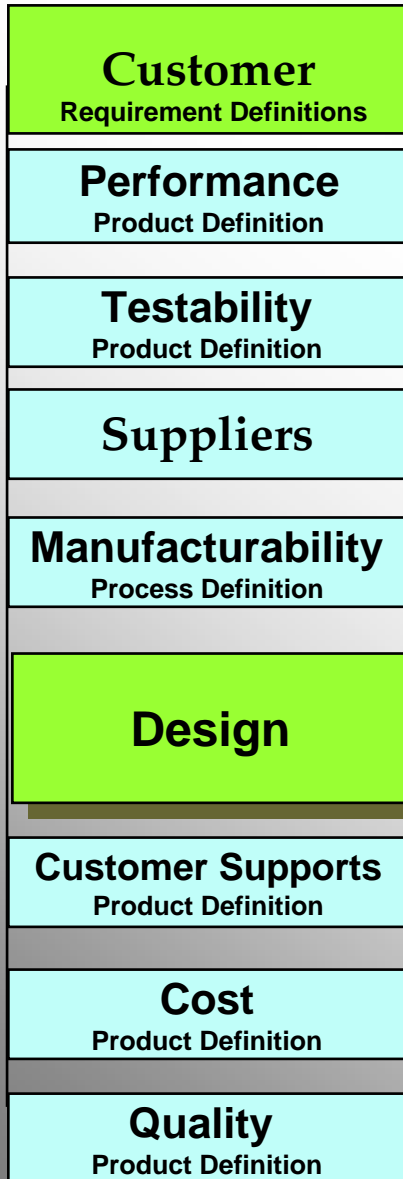 Customer
Requirement Definitions
Performance
Product Definition
Testability
Product Definition
Suppliers
Manufacturability
Process Definition
Design
Customer Supports
Product Definition
Cost
Product Definition
Quality
Product Definition